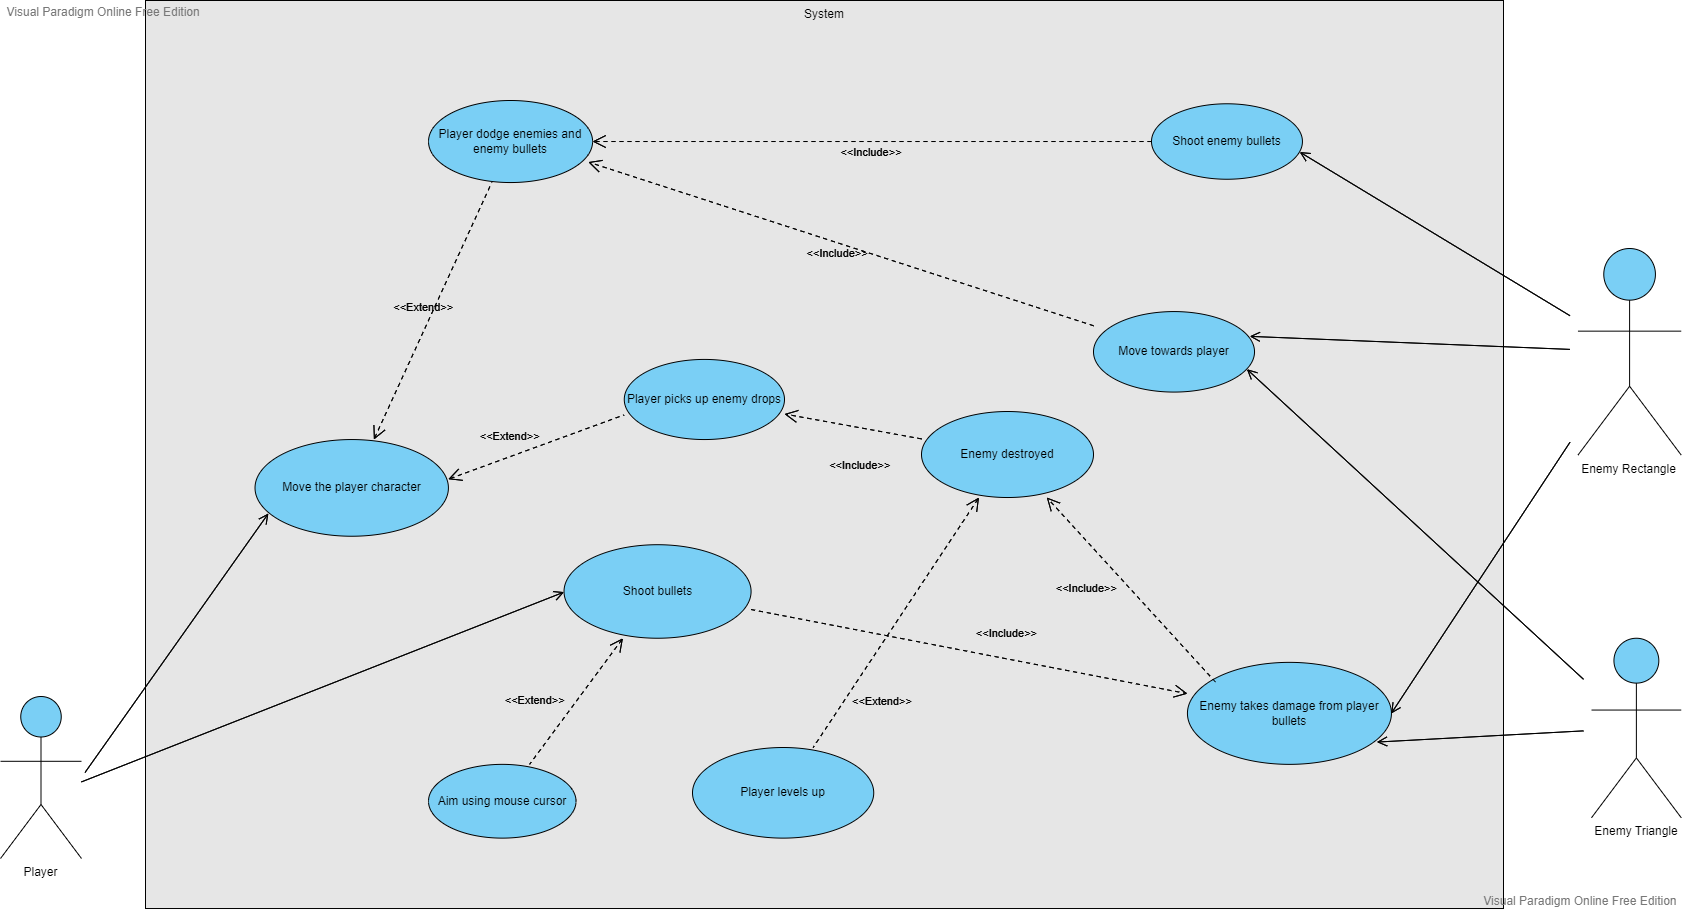 Visual Paradigm Online Free Edition
System
Player dodge enemies and
enemy bullets
Shoot enemy bullets
<<Include>>
<<Include>>
<<Extend>>
Move towards player
Player picks up enemy drops
<<Extend>>
Enemy destroyed
<<Include>>
Enemy Rectangle
Move the player character
Shoot bullets
<<Include>>
<<Include>>
<<Extend>>
<<Extend>>
Enemy takes damage from player
bullets
Player levels up
Aim using mouse cursor
Enemy Triangle
Player
Visual Paradigm Online Free Edition